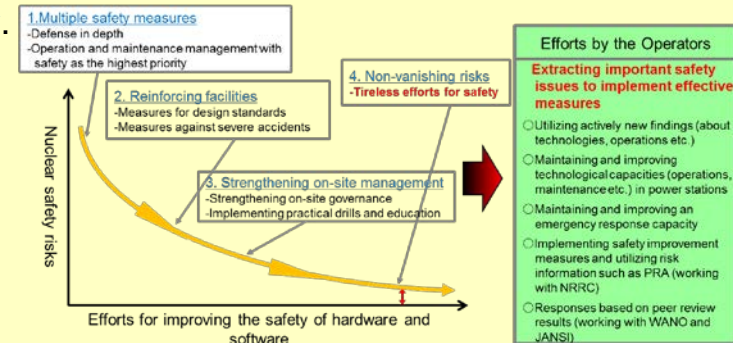 1.Multiple safety measures
-Defense in depth
-Operation and maintenance management with
safety as the highest priority
2. Reinforcing facilities
-Measures for design standards
-Measures against severe accidents
3. Strengthening on-site management
-Strengthening on-site governance
-Implementing practical drills and education
4. Non-vanishing risks
-Tireless efforts for safety
Nuclear safety risks
Efforts for improving the safety of hardware and
software
Efforts by the Operators
Extracting important safety
issues to implement effective
measures
○Utilizing actively new findings (about
technologies, operations etc.)
○Maintaining and improving
technological capacities (operations,
maintenance etc.) in power stations
○Maintaining and improving an
emergency response capacity
○Implementing safety improvement
measures and utilizing risk
information such as PRA (working
with NRRC)
○Responses based on peer review
results (working with WANO and
JANSI)